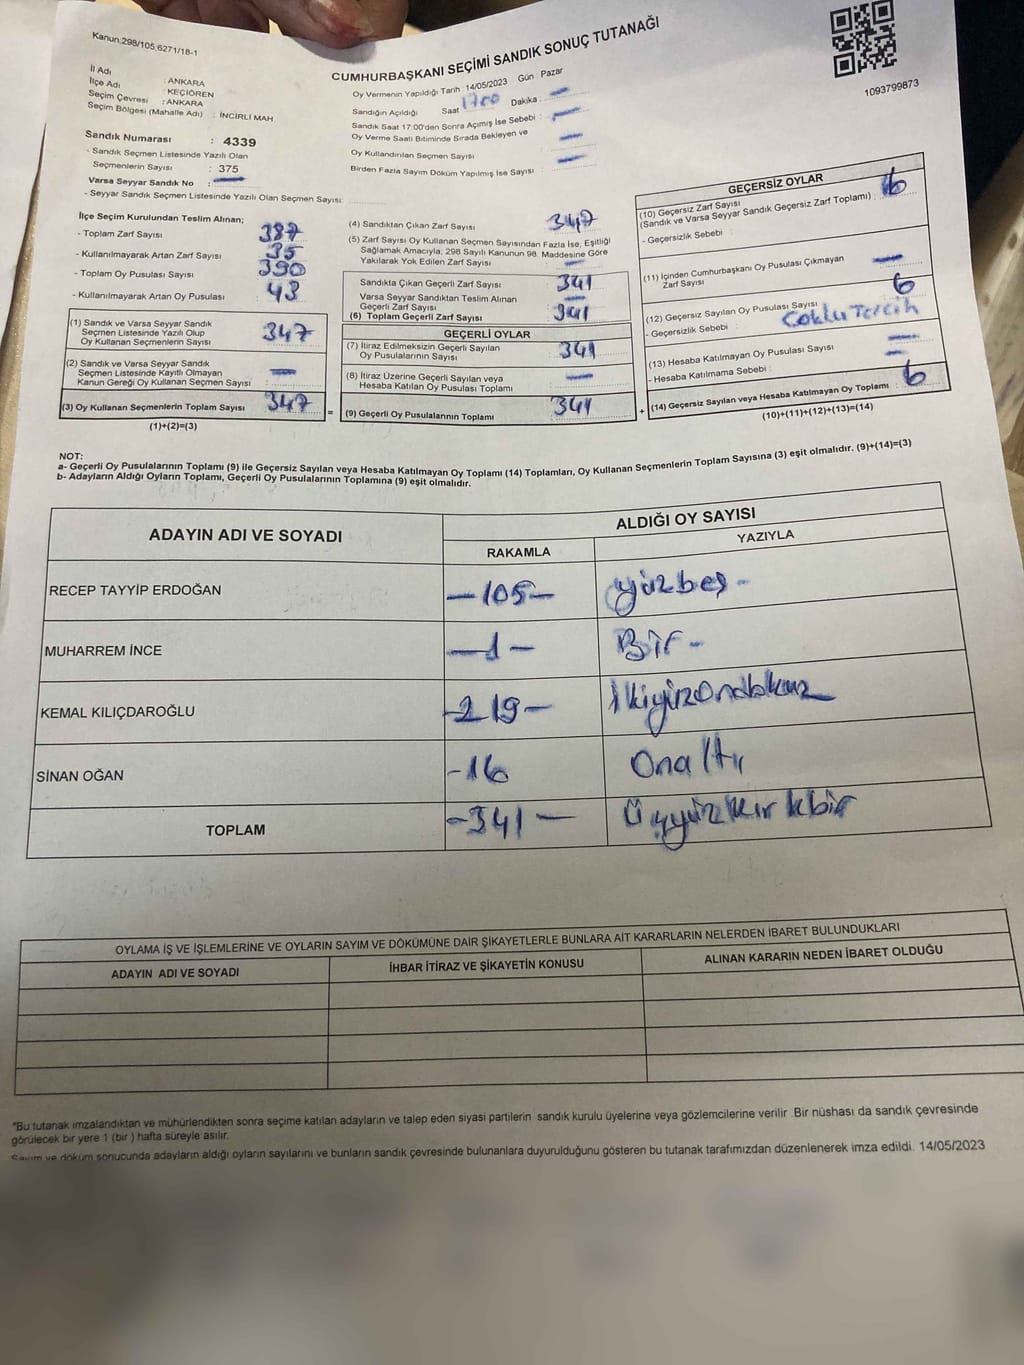 Kanun;298/105,6271/18-1
CUMHURBAŞKANI SEÇİMİ SANDIK SONUÇ TUTANAĞI
1093799873
İl Adı : ANKARA
İlçe Adı : KEÇİÖREN
Seçim Çevresi : ANKARA
Seçim Bölgesi (Mahalle Adı) : İNCİRLİ MAH.
Sandık Numarası : 4339
- Sandık Seçmen Listesinde Yazılı Olan
Seçmenlerin Sayısı : 375
Varsa Seyyar Sandık No : —
- Seyyar Sandık Seçmen Listesinde Yazılı Olan Seçmen Sayısı:
Oy Vermenin Yapıldığı Tarih : 14/05/2023 Gün : Pazar
Sandığın Açıldığı Saat 1700 Dakika : —
Sandık Saat 17:00'den Sonra Açımış İse Sebebi : —
Oy Verme Saati Bitiminde Sırada Bekleyen ve
Oy Kullandırılan Seçmen Sayısı : —
Birden Fazla Sayım Döküm Yapılmış İse Sayısı : —
İlçe Seçim Kurulundan Teslim Alınan;
- Toplam Zarf Sayısı : 387
- Kullanılmayarak Artan Zarf Sayısı : 35
- Toplam Oy Pusulası Sayısı : 390
- Kullanılmayarak Artan Oy Pusulası : 43
(1) Sandık ve Varsa Seyyar Sandık
Seçmen Listesinde Yazılı Olup
Oy Kullanan Seçmenlerin Sayısı : 347
(2) Sandık ve Varsa Seyyar Sandık
Seçmen Listesinde Kayıtlı Olmayan
Kanun Gereği Oy Kullanan Seçmen Sayısı : —
(3) Oy Kullanan Seçmenlerin Toplam Sayısı : 347
(1)+(2)=(3)
=
(4) Sandıktan Çıkan Zarf Sayısı : 347
(5) Zarf Sayısı Oy Kullanan Seçmen Sayısından Fazla İse, Eşitliği
Sağlamak Amacıyla; 298 Sayılı Kanunun 98. Maddesine Göre
Yakılarak Yok Edilen Zarf Sayısı : —
Sandıkta Çıkan Geçerli Zarf Sayısı : 341
Varsa Seyyar Sandıktan Teslim Alınan
Geçerli Zarf Sayısı : —
(6) Toplam Geçerli Zarf Sayısı : 341
GEÇERLİ OYLAR
(7) İtiraz Edilmeksizin Geçerli Sayılan
Oy Pusulalarının Sayısı : 341
(8) İtiraz Üzerine Geçerli Sayılan veya
Hesaba Katılan Oy Pusulası Toplamı : —
(9) Geçerli Oy Pusulalarının Toplamı : 341
+
GEÇERSİZ OYLAR
(10) Geçersiz Zarf Sayısı
(Sandık ve Varsa Seyyar Sandık Geçersiz Zarf Toplamı) :
- Geçersizlik Sebebi :
(11) İçinden Cumhurbaşkanı Oy Pusulası Çıkmayan
Zarf Sayısı : —
(12) Geçersiz Sayılan Oy Pusulası Sayısı : 6
- Geçersizlik Sebebi : Çoklu Tercih
(13) Hesaba Katılmayan Oy Pusulası Sayısı : —
- Hesaba Katılmama Sebebi : —
(14) Geçersiz Sayılan veya Hesaba Katılmayan Oy Toplamı : 6
(10)+(11)+(12)+(13)=(14)
NOT:
a- Geçerli Oy Pusulalarının Toplamı (9) ile Geçersiz Sayılan veya Hesaba Katılmayan Oy Toplamı (14) Toplamları, Oy Kullanan Seçmenlerin Toplam Sayısına (3) eşit olmalıdır. (9)+(14)=(3)
b- Adayların Aldığı Oyların Toplamı, Geçerli Oy Pusulalarının Toplamına (9) eşit olmalıdır.
ADAYIN ADI VE SOYADI ALDIĞI OY SAYISI
RAKAMLA YAZIYLA
RECEP TAYYİP ERDOĞAN —105— yüzbeş -
MUHARREM İNCE —1— Bir -
KEMAL KILIÇDAROĞLU -219- İkiyüzondokuz
SİNAN OĞAN -16 Onaltı
TOPLAM -341— Üçyüzkırkbir
OYLAMA İŞ VE İŞLEMLERİNE VE OYLARIN SAYIM VE DÖKÜMÜNE DAİR ŞİKAYETLERLE BUNLARA AİT KARARLARIN NELERDEN İBARET BULUNDUKLARI
ADAYIN ADI VE SOYADI İHBAR İTİRAZ VE ŞİKAYETİN KONUSU ALINAN KARARIN NEDEN İBARET OLDUĞU
*Bu tutanak imzalandıktan ve mühürlendikten sonra seçime katılan adayların ve talep eden siyasi partilerin sandık kurulu üyelerine veya gözlemcilerine verilir. Bir nüshası da sandık çevresinde
görülecek bir yere 1 (bir ) hafta süreyle asılır.
Sayım ve döküm sonucunda adayların aldığı oyların sayılarını ve bunların sandık çevresinde bulunanlara duyurulduğunu gösteren bu tutanak tarafımızdan düzenlenerek imza edildi. 14/05/2023